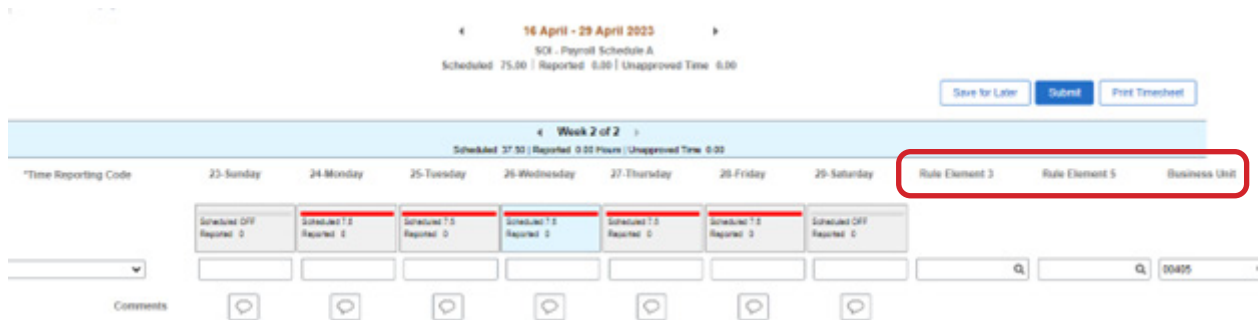 16 April - 29 April 2023
SOI - Payroll Schedule A
Scheduled 75.00 | Reported 0.00 | Unapproved Time 0.00
Save for Later Submit Print Timesheet
Week 2 of 2
Scheduled 37.50 | Reported 0.00 Hours | Unapproved Time 0.00
*Time Reporting Code 23-Sunday 24-Monday 25-Tuesday 26-Wednesday 27-Thursday 28-Friday 29-Saturday Rule Element 3 Rule Element 5 Business Unit
Scheduled OFF Scheduled 7.5 Scheduled 7.5 Scheduled 7.5 Scheduled 7.5 Scheduled 7.5 Scheduled OFF
Reported 0 Reported 0 Reported 0 Reported 0 Reported 0 Reported 0 Reported 0
00405
Comments